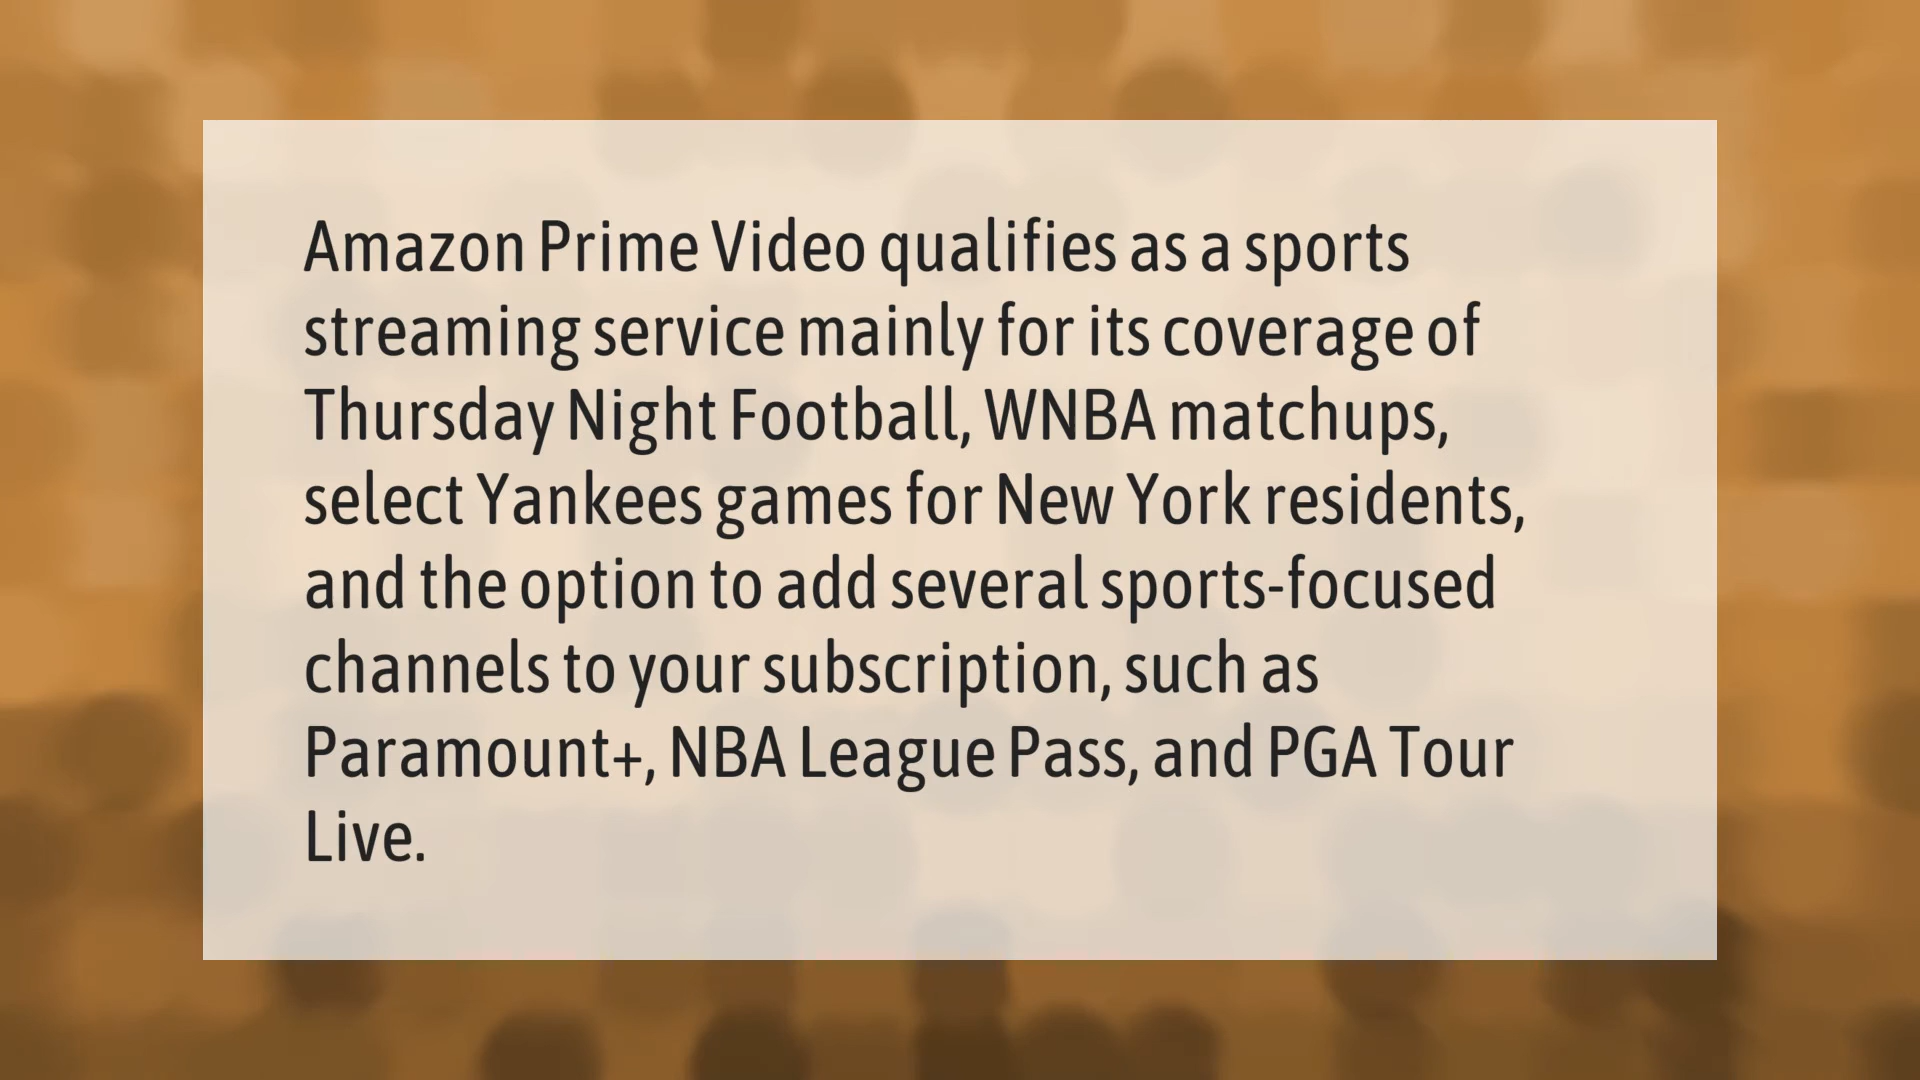 Amazon Prime Video qualifies as a sports
streaming service mainly for its coverage of
Thursday Night Football, WNBA matchups,
select Yankees games for New York residents,
and the option to add several sports-focused
channels to your subscription, such as
Paramount+, NBA League Pass, and PGA Tour
Live.